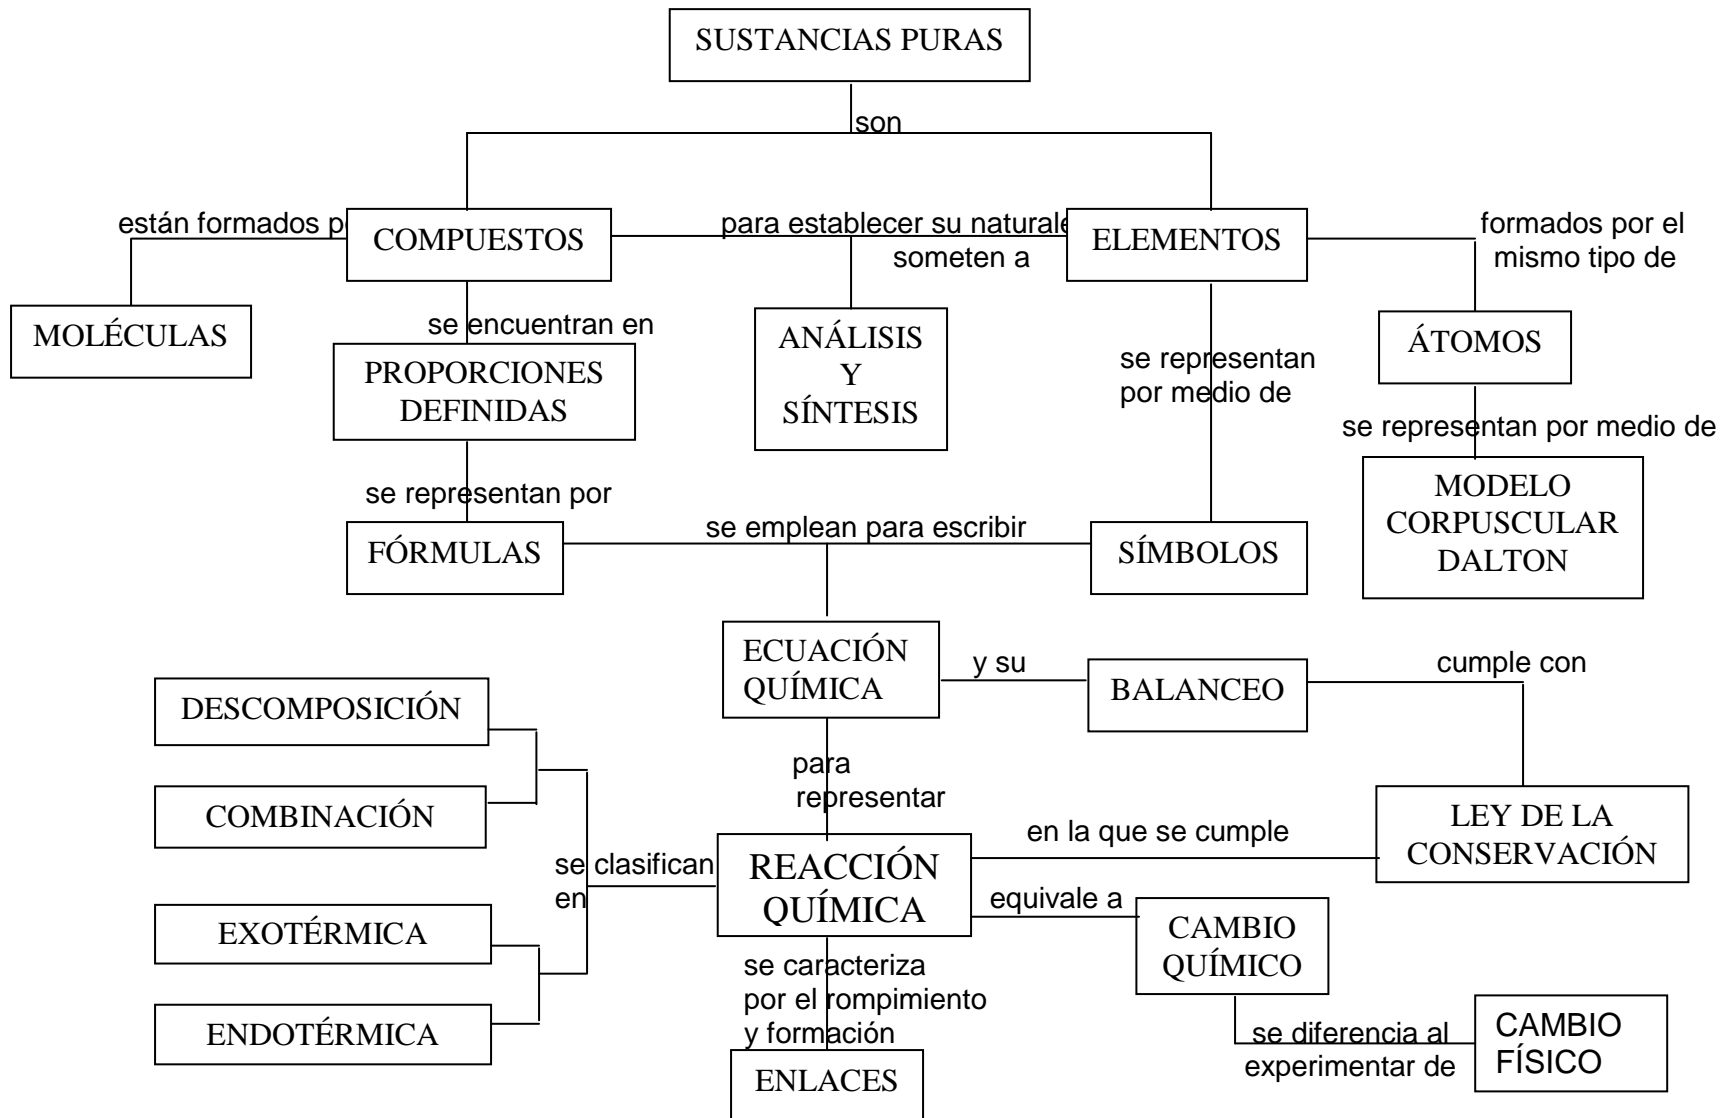 SUSTANCIAS PURAS
son
están formados
COMPUESTOS
para establecer su
someten a
ELEMENTOS
formados por el
mismo tipo de
MOLÉCULAS
se encuentran en
PROPORCIONES
DEFINIDAS
ANÁLISIS
Y
SÍNTESIS
se representan
por medio de
ÁTOMOS
se representan por medio de
se representan por
FÓRMULAS
se emplean para escribir
SÍMBOLOS
MODELO
CORPUSCULAR
DALTON
ECUACIÓN
QUÍMICA
y su
BALANCEO
cumple con
DESCOMPOSICIÓN
COMBINACIÓN
para
representar
en la que se cumple
LEY DE LA
CONSERVACIÓN
se clasifican
en
REACCIÓN
QUÍMICA
equivale a
CAMBIO
QUÍMICO
EXOTÉRMICA
ENDOTÉRMICA
se caracteriza
por el rompimiento
y formación
ENLACES
se diferencia al
experimentar de
CAMBIO
FÍSICO